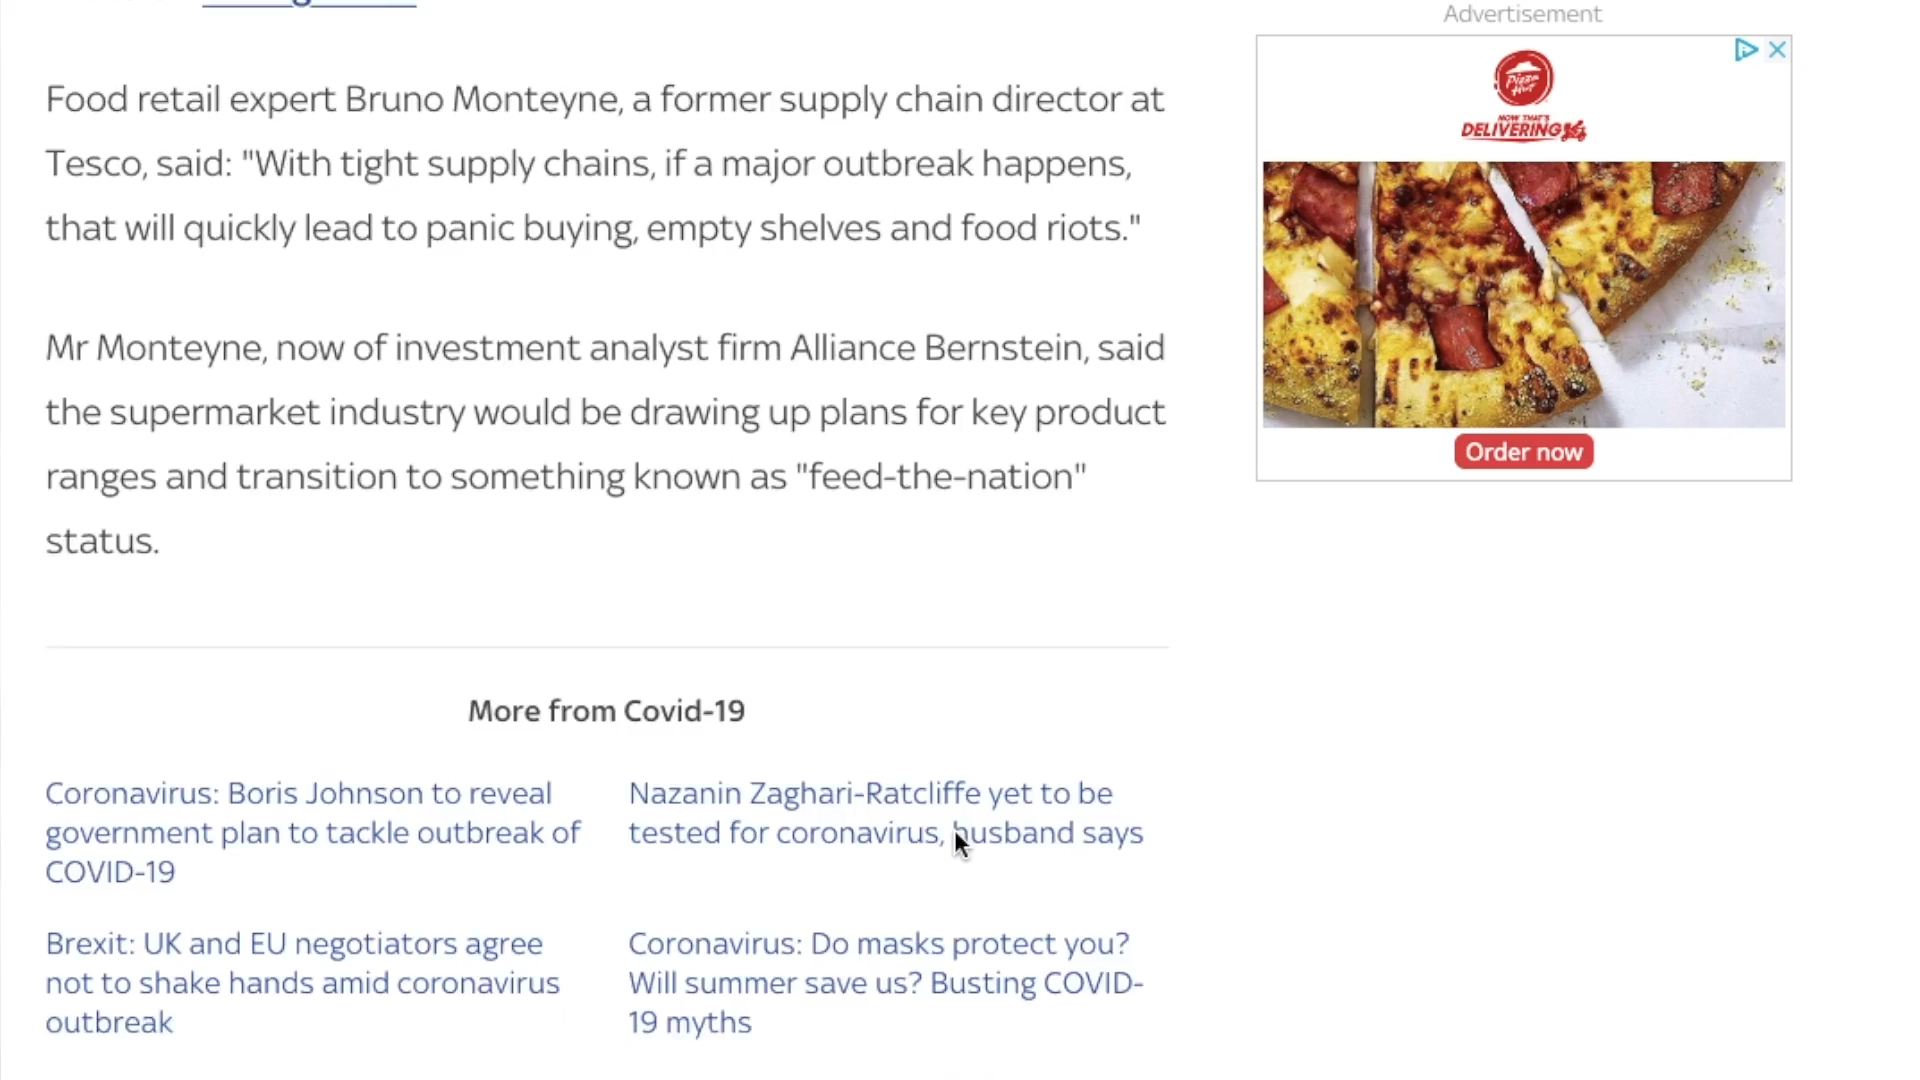 Advertisement
Food retail expert Bruno Monteyne, a former supply chain director at
Tesco, said: "With tight supply chains, if a major outbreak happens,
that will quickly lead to panic buying, empty shelves and food riots."
Mr Monteyne, now of investment analyst firm Alliance Bernstein, said
the supermarket industry would be drawing up plans for key product
ranges and transition to something known as "feed-the-nation"
status.
Pizza
Hut
NOW THAT'S
DELIVERING
Order now
More from Covid-19
Coronavirus: Boris Johnson to reveal
government plan to tackle outbreak of
COVID-19
Nazanin Zaghari-Ratcliffe yet to be
tested for coronavirus, husband says
Brexit: UK and EU negotiators agree
not to shake hands amid coronavirus
outbreak
Coronavirus: Do masks protect you?
Will summer save us? Busting COVID-
19 myths